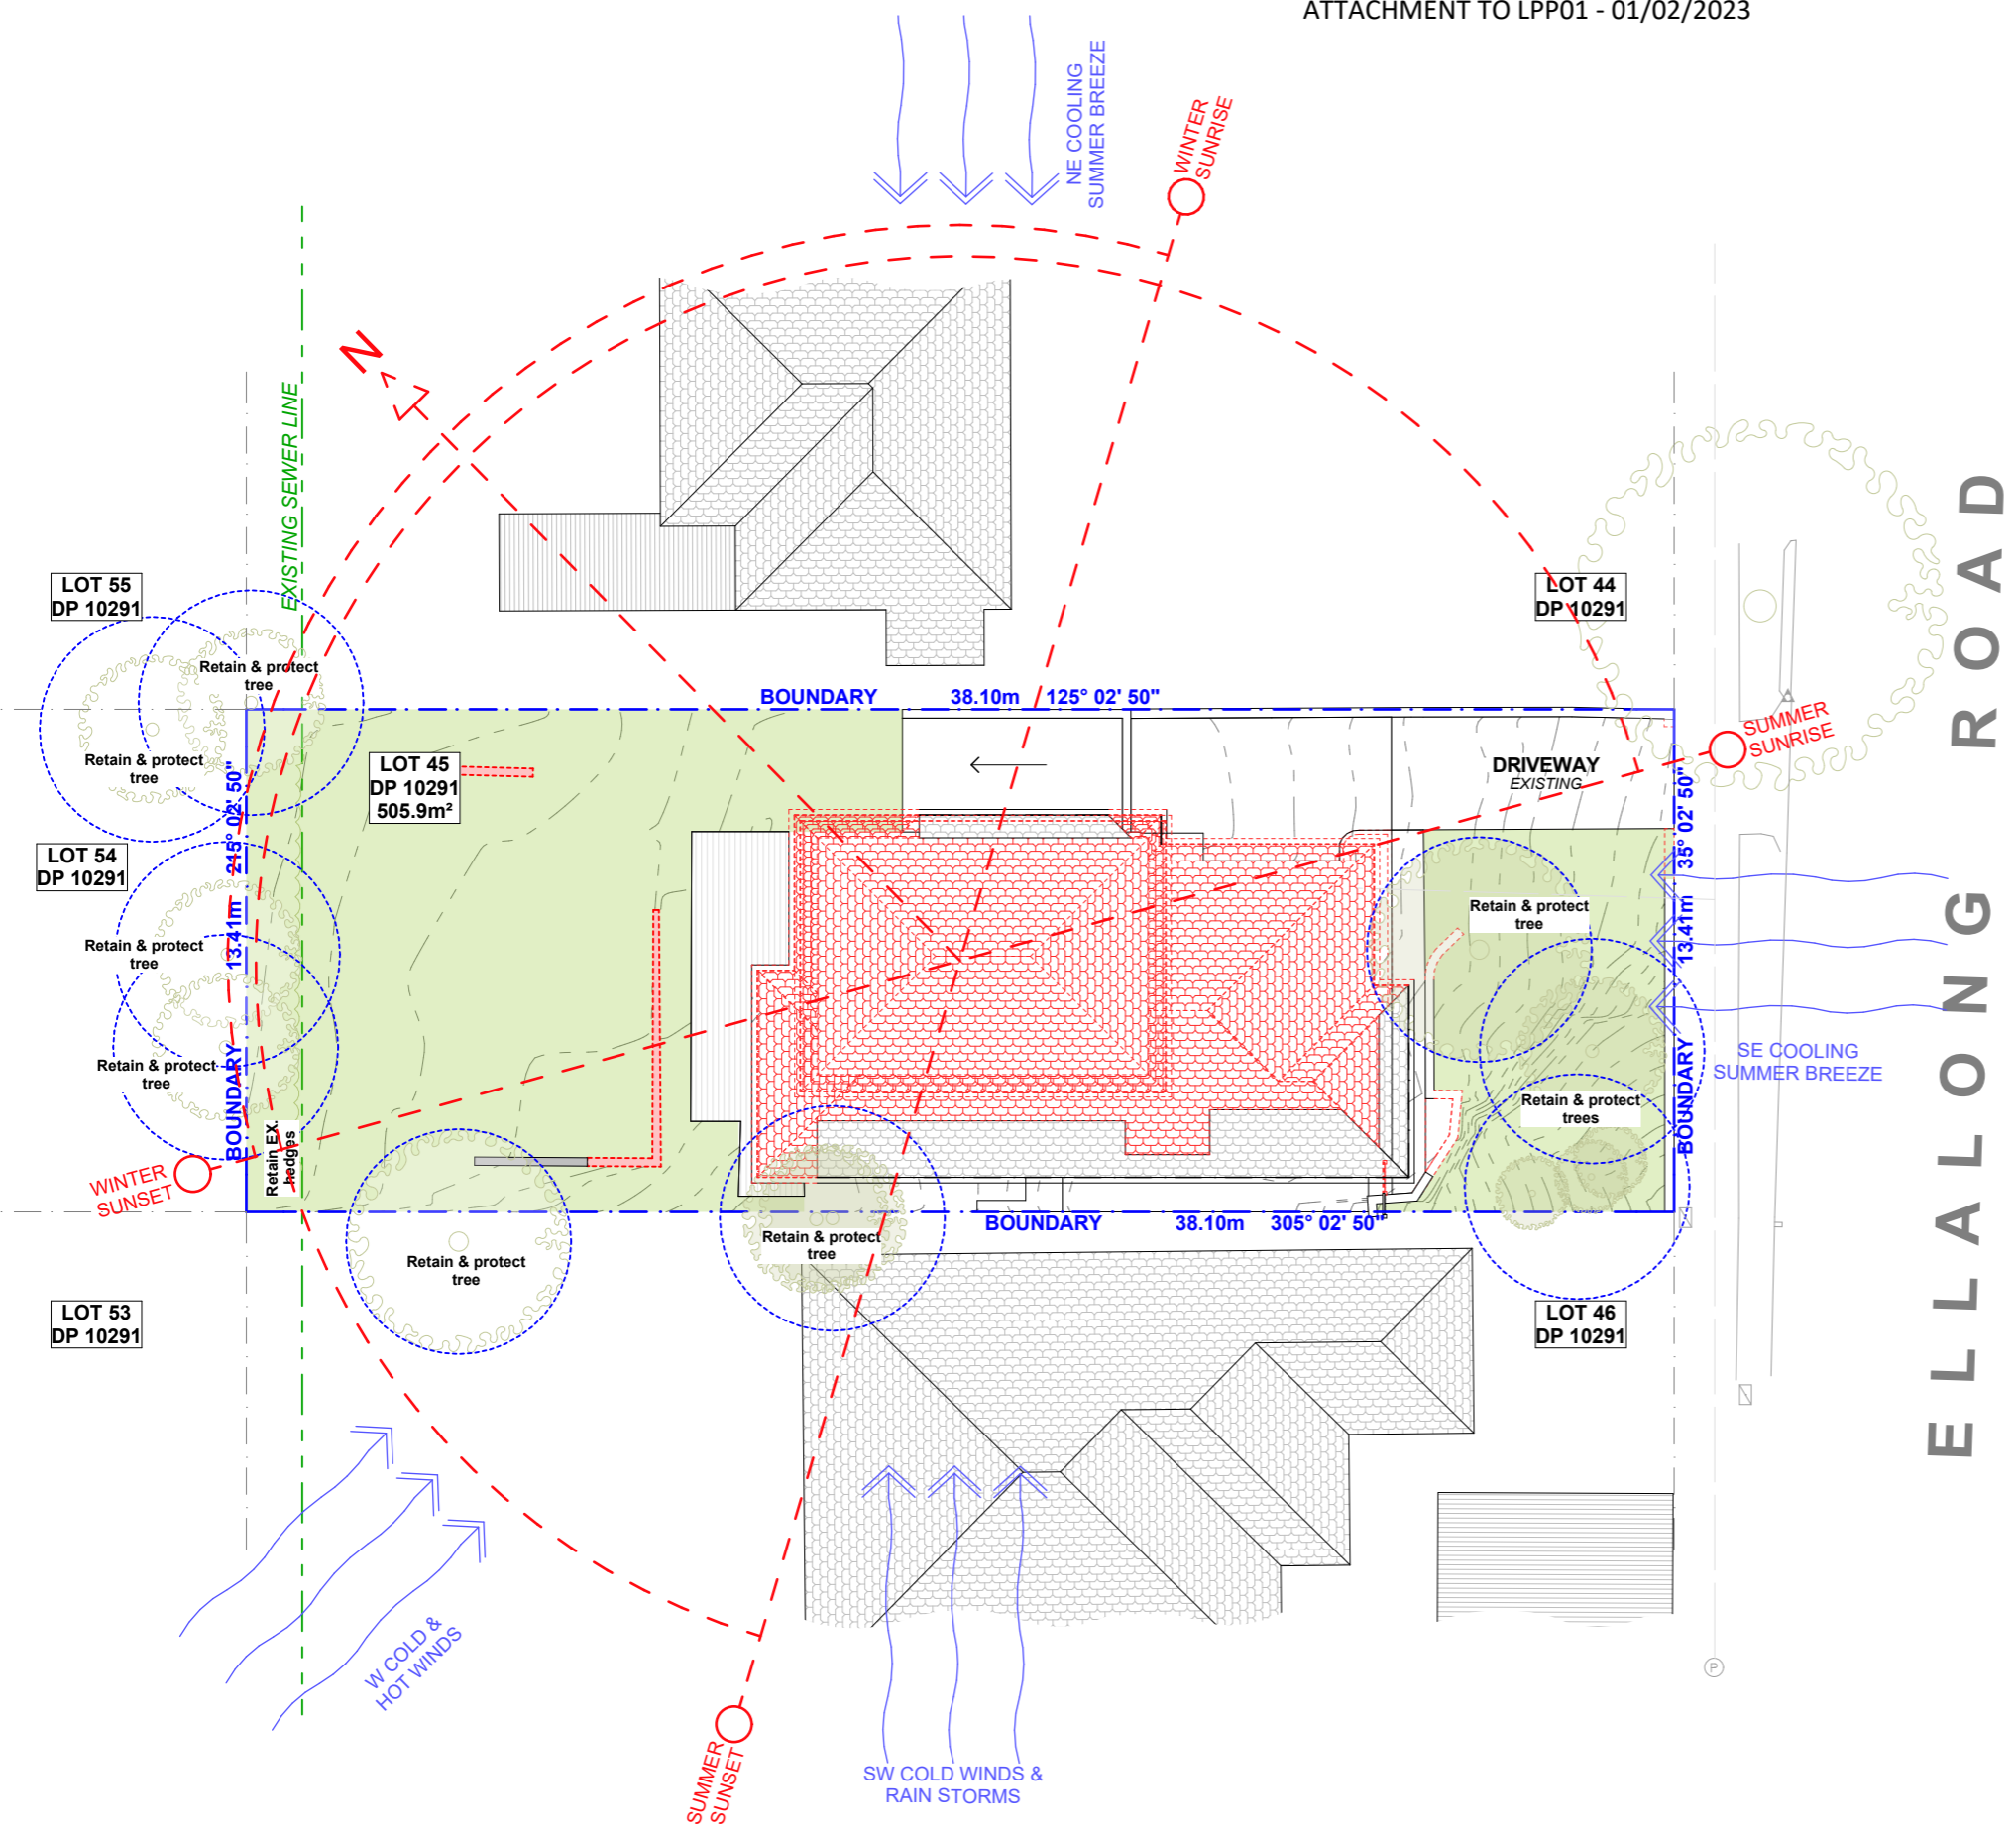 ATTACHMENT TO LPP01 - 01/02/2023
NE COOLING
SUMMER BREEZE
WINTER
SUNRISE
N
EXISTING SEWER LINE
LOT 55
DP 10291
LOT 44
DP 10291
ELLALONG ROAD
Retain & protect
tree
Retain & protect
tree
BOUNDARY 38.10m 125° 02' 50"
SUMMER
SUNRISE
LOT 45
DP 10291
505.9m²
DRIVEWAY
EXISTING
BOUNDARY 13.41m 215° 02' 50"
BOUNDARY 13.41m 35° 02' 50"
LOT 54
DP 10291
Retain & protect
tree
Retain & protect
tree
Retain & protect
tree
SE COOLING
SUMMER BREEZE
Retain & protect
trees
Retain EX.
hedges
WINTER
SUNSET
BOUNDARY 38.10m 305° 02' 50"
Retain & protect
tree
Retain & protect
tree
LOT 53
DP 10291
LOT 46
DP 10291
W COLD &
HOT WINDS
P
SUMMER
SUNSET
SW COLD WINDS &
RAIN STORMS